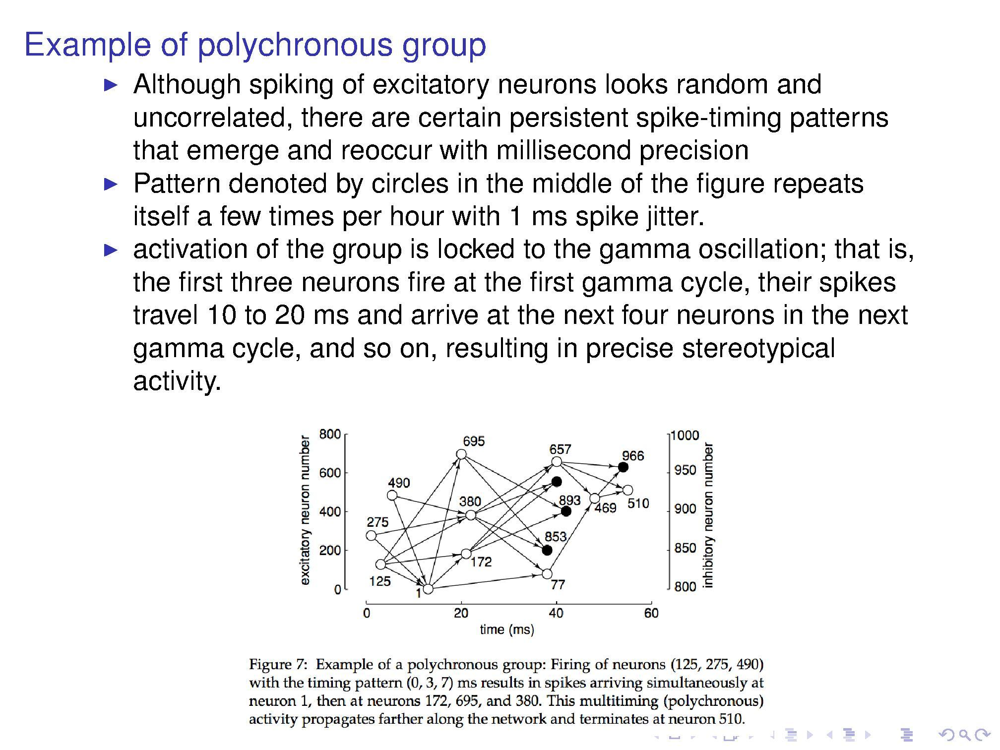 Example of polychronous group
Although spiking of excitatory neurons looks random and
uncorrelated, there are certain persistent spike-timing patterns
that emerge and reoccur with millisecond precision
Pattern denoted by circles in the middle of the figure repeats
itself a few times per hour with 1 ms spike jitter.
activation of the group is locked to the gamma oscillation; that is,
the first three neurons fire at the first gamma cycle, their spikes
travel 10 to 20 ms and arrive at the next four neurons in the next
gamma cycle, and so on, resulting in precise stereotypical
activity.
excitatory neuron number
800
600
400
200
0
695
490
380
275
125
1
172
657
893
853
77
469
966
510
1000
950
900
850
800
inhibitory neuron number
0 20 40 60
time (ms)
Figure 7: Example of a polychronous group: Firing of neurons (125, 275, 490)
with the timing pattern (0, 3, 7) ms results in spikes arriving simultaneously at
neuron 1, then at neurons 172, 695, and 380. This multitiming (polychronous)
activity propagates farther along the network and terminates at neuron 510.